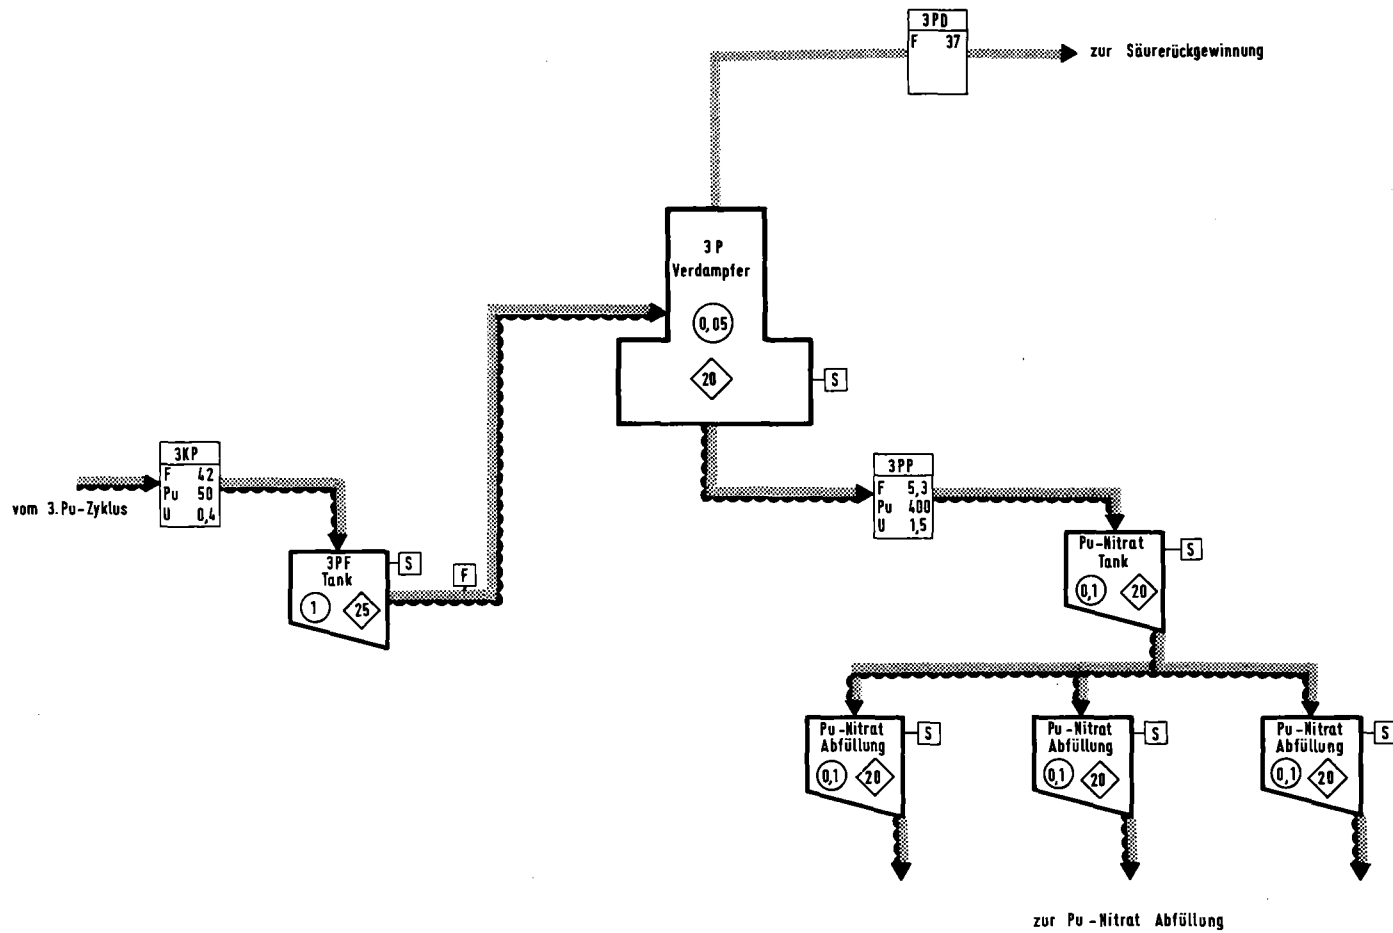 3PD
F 37
zur Säurerückgewinnung
3P
Verdampfer
0,05
20
S
3KP
F 42
Pu 50
U 0,4
vom 3. Pu-Zyklus
3PF
Tank
1
25
S
F
3PP
F 5,3
Pu 400
U 1,5
Pu-Nitrat
Tank
0,1
20
S
Pu-Nitrat
Abfüllung
0,1
20
S
Pu-Nitrat
Abfüllung
0,1
20
S
Pu-Nitrat
Abfüllung
0,1
20
S
zur Pu-Nitrat Abfüllung